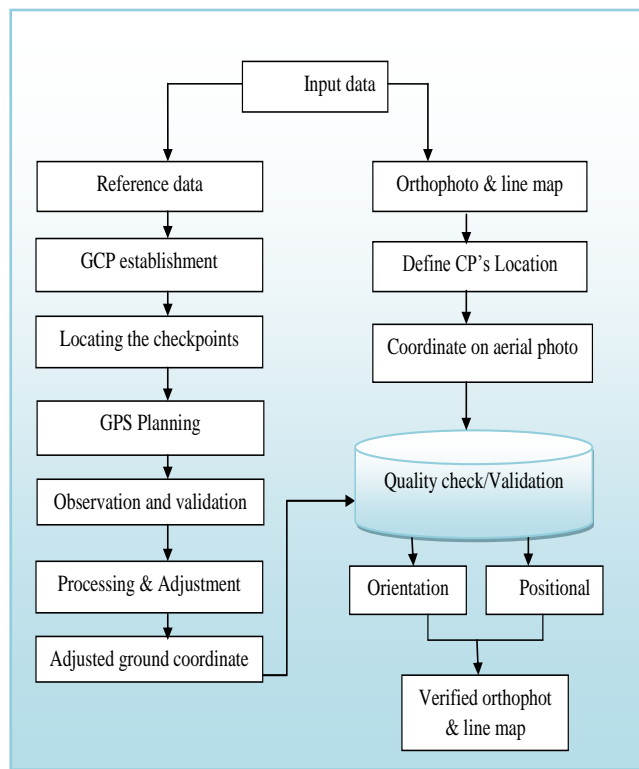 Input data
Reference data
GCP establishment
Locating the checkpoints
GPS Planning
Observation and validation
Processing & Adjustment
Adjusted ground coordinate
Orthophoto & line map
Define CP's Location
Coordinate on aerial photo
Quality check/Validation
Orientation
Positional
Verified orthophot
& line map